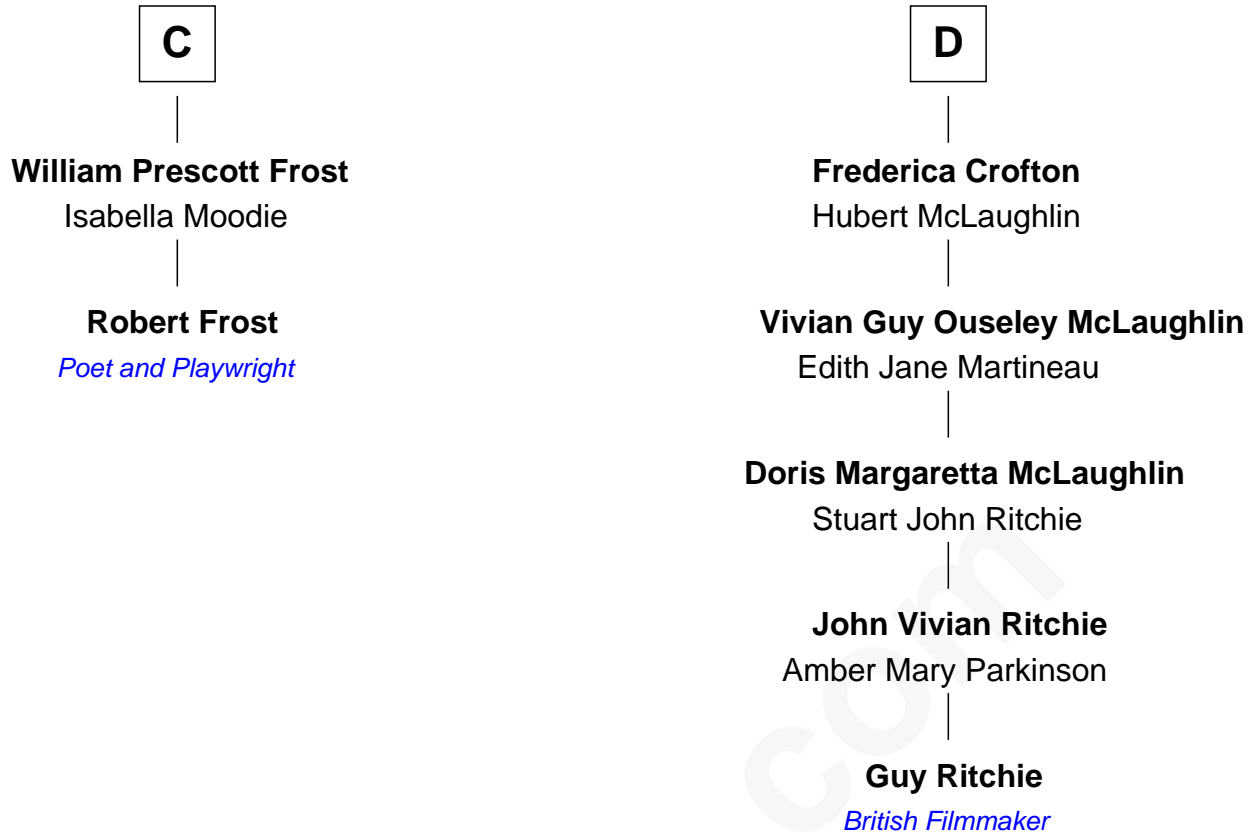 C
William Prescott Frost
Isabella Moodie
Robert Frost
Poet and Playwright
D
Frederica Crofton
Hubert McLaughlin
Vivian Guy Ouseley McLaughlin
Edith Jane Martineau
Doris Margaretta McLaughlin
Stuart John Ritchie
John Vivian Ritchie
Amber Mary Parkinson
Guy Ritchie
British Filmmaker
com